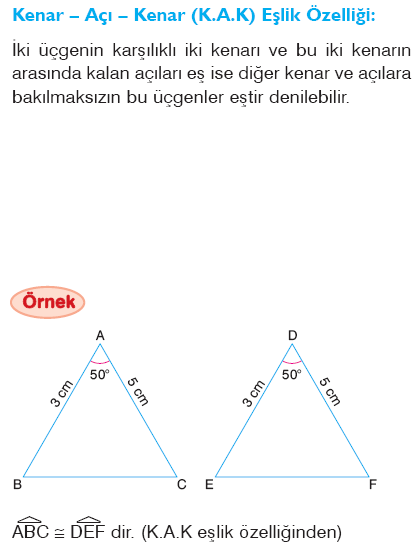 Kenar – Açı – Kenar (K.A.K) Eşlik Özelliği:
İki üçgenin karşılıklı iki kenarı ve bu iki kenarın
arasında kalan açıları eş ise diğer kenar ve açılara
bakılmaksızın bu üçgenler eştir denilebilir.
Örnek
A D
50° 50°
3 cm 5 cm 3 cm 5 cm
B C E F
ABC ≅ DEF dir. (K.A.K eşlik özelliğinden)